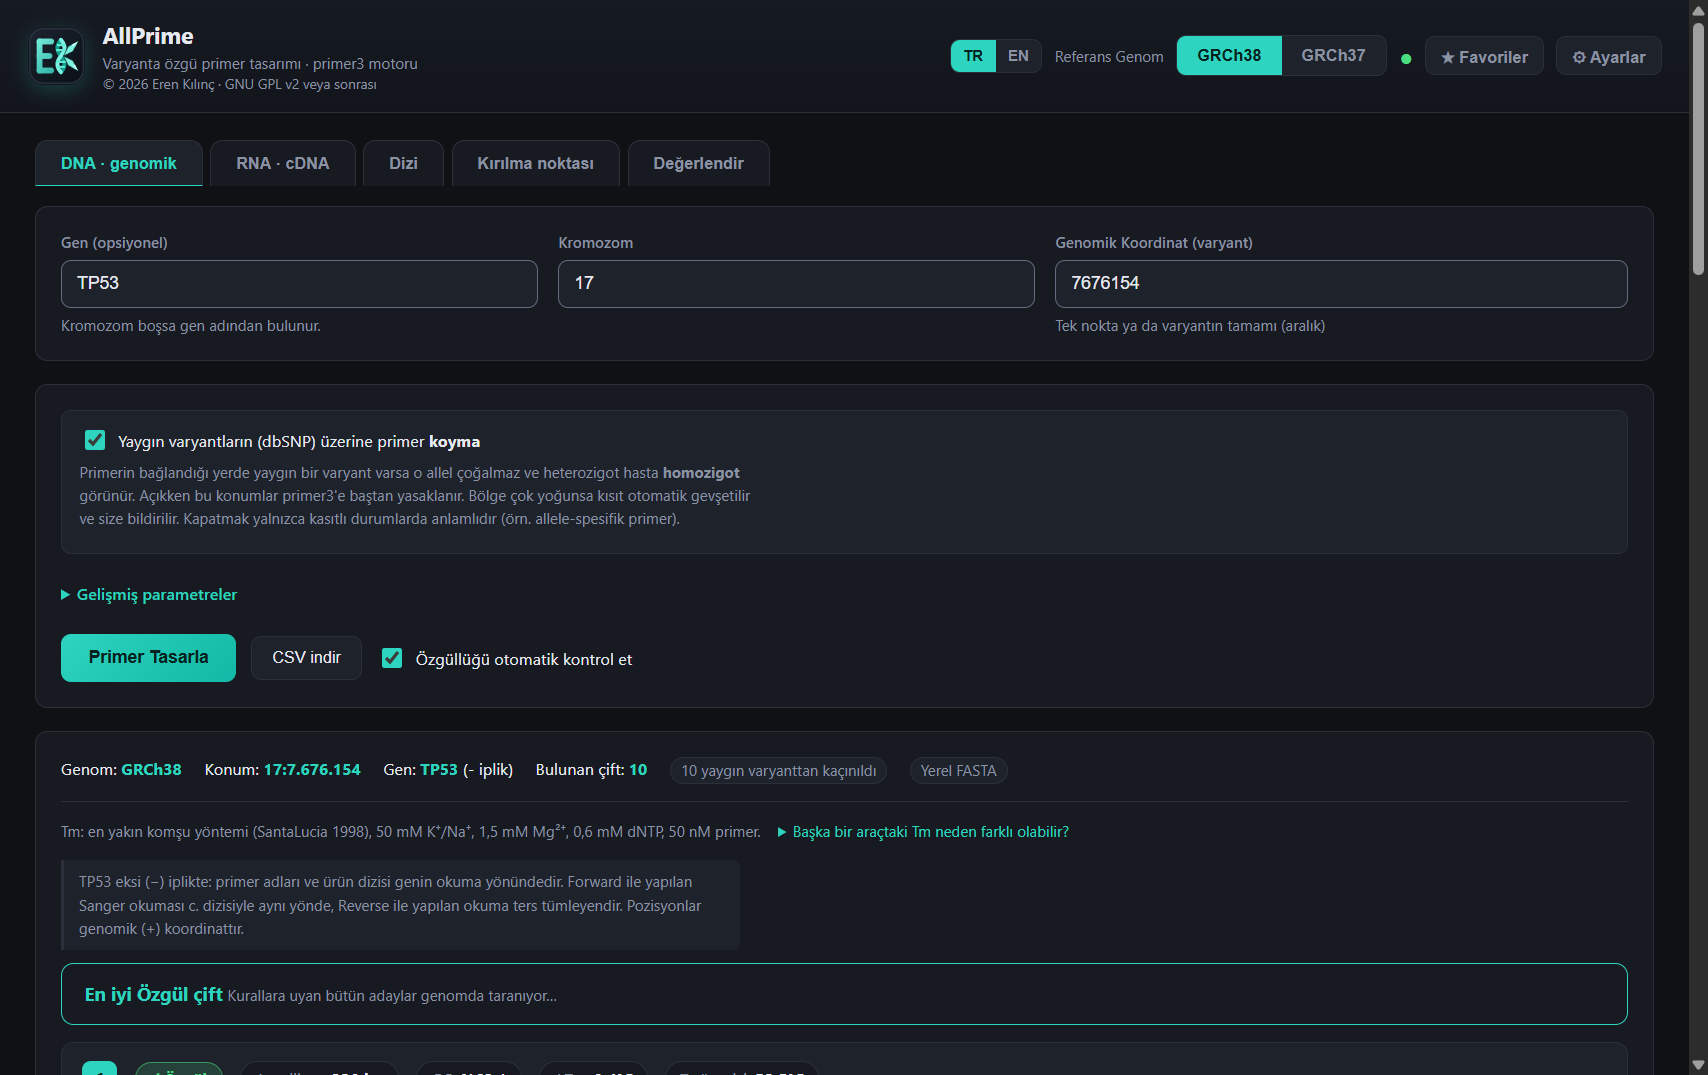 EK
AllPrime
Varyanta özgü primer tasarımı · primer3 motoru
© 2026 Eren Kılınç · GNU GPL v2 veya sonrası
TR EN Referans Genom GRCh38 GRCh37 ★ Favoriler ⚙ Ayarlar
DNA · genomik RNA · cDNA Dizi Kırılma noktası Değerlendir
Gen (opsiyonel) Kromozom Genomik Koordinat (varyant)
TP53 17 7676154
Kromozom boşsa gen adından bulunur. Tek nokta ya da varyantın tamamı (aralık)
Yaygın varyantların (dbSNP) üzerine primer koyma
Primerin bağlandığı yerde yaygın bir varyant varsa o allel çoğalmaz ve heterozigot hasta homozigot
görünür. Açıkken bu konumlar primer3'e baştan yasaklanır. Bölge çok yoğunsa kısıt otomatik gevşetilir
ve size bildirilir. Kapatmak yalnızca kasıtlı durumlarda anlamlıdır (örn. allele-spesifik primer).
▶ Gelişmiş parametreler
Primer Tasarla CSV indir Özgüllüğü otomatik kontrol et
Genom: GRCh38 Konum: 17:7.676.154 Gen: TP53 (- iplik) Bulunan çift: 10 10 yaygın varyanttan kaçınıldı Yerel FASTA
Tm: en yakın komşu yöntemi (SantaLucia 1998), 50 mM K⁺/Na⁺, 1,5 mM Mg²⁺, 0,6 mM dNTP, 50 nM primer. ▶ Başka bir araçtaki Tm neden farklı olabilir?
TP53 eksi (−) iplikte: primer adları ve ürün dizisi genin okuma yönündedir. Forward ile yapılan
Sanger okuması c. dizisiyle aynı yönde, Reverse ile yapılan okuma ters tümleyendir. Pozisyonlar
genomik (+) koordinattır.
En iyi Özgül çift Kurallara uyan bütün adaylar genomda taranıyor...